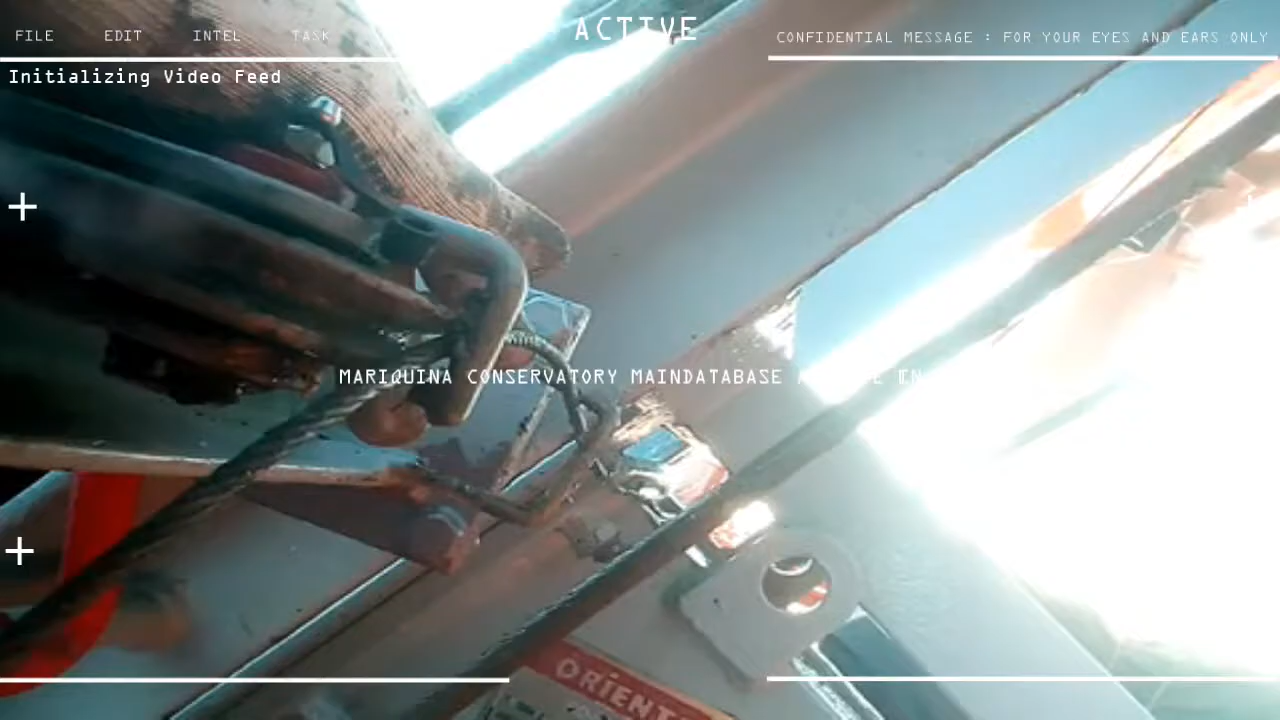 FILE EDIT INTEL TASK
ACTIVE
CONFIDENTIAL MESSAGE : FOR YOUR EYES AND EARS ONLY
Initializing Video Feed
MARIQUINA CONSERVATORY MAINDATABASE
ORIENT